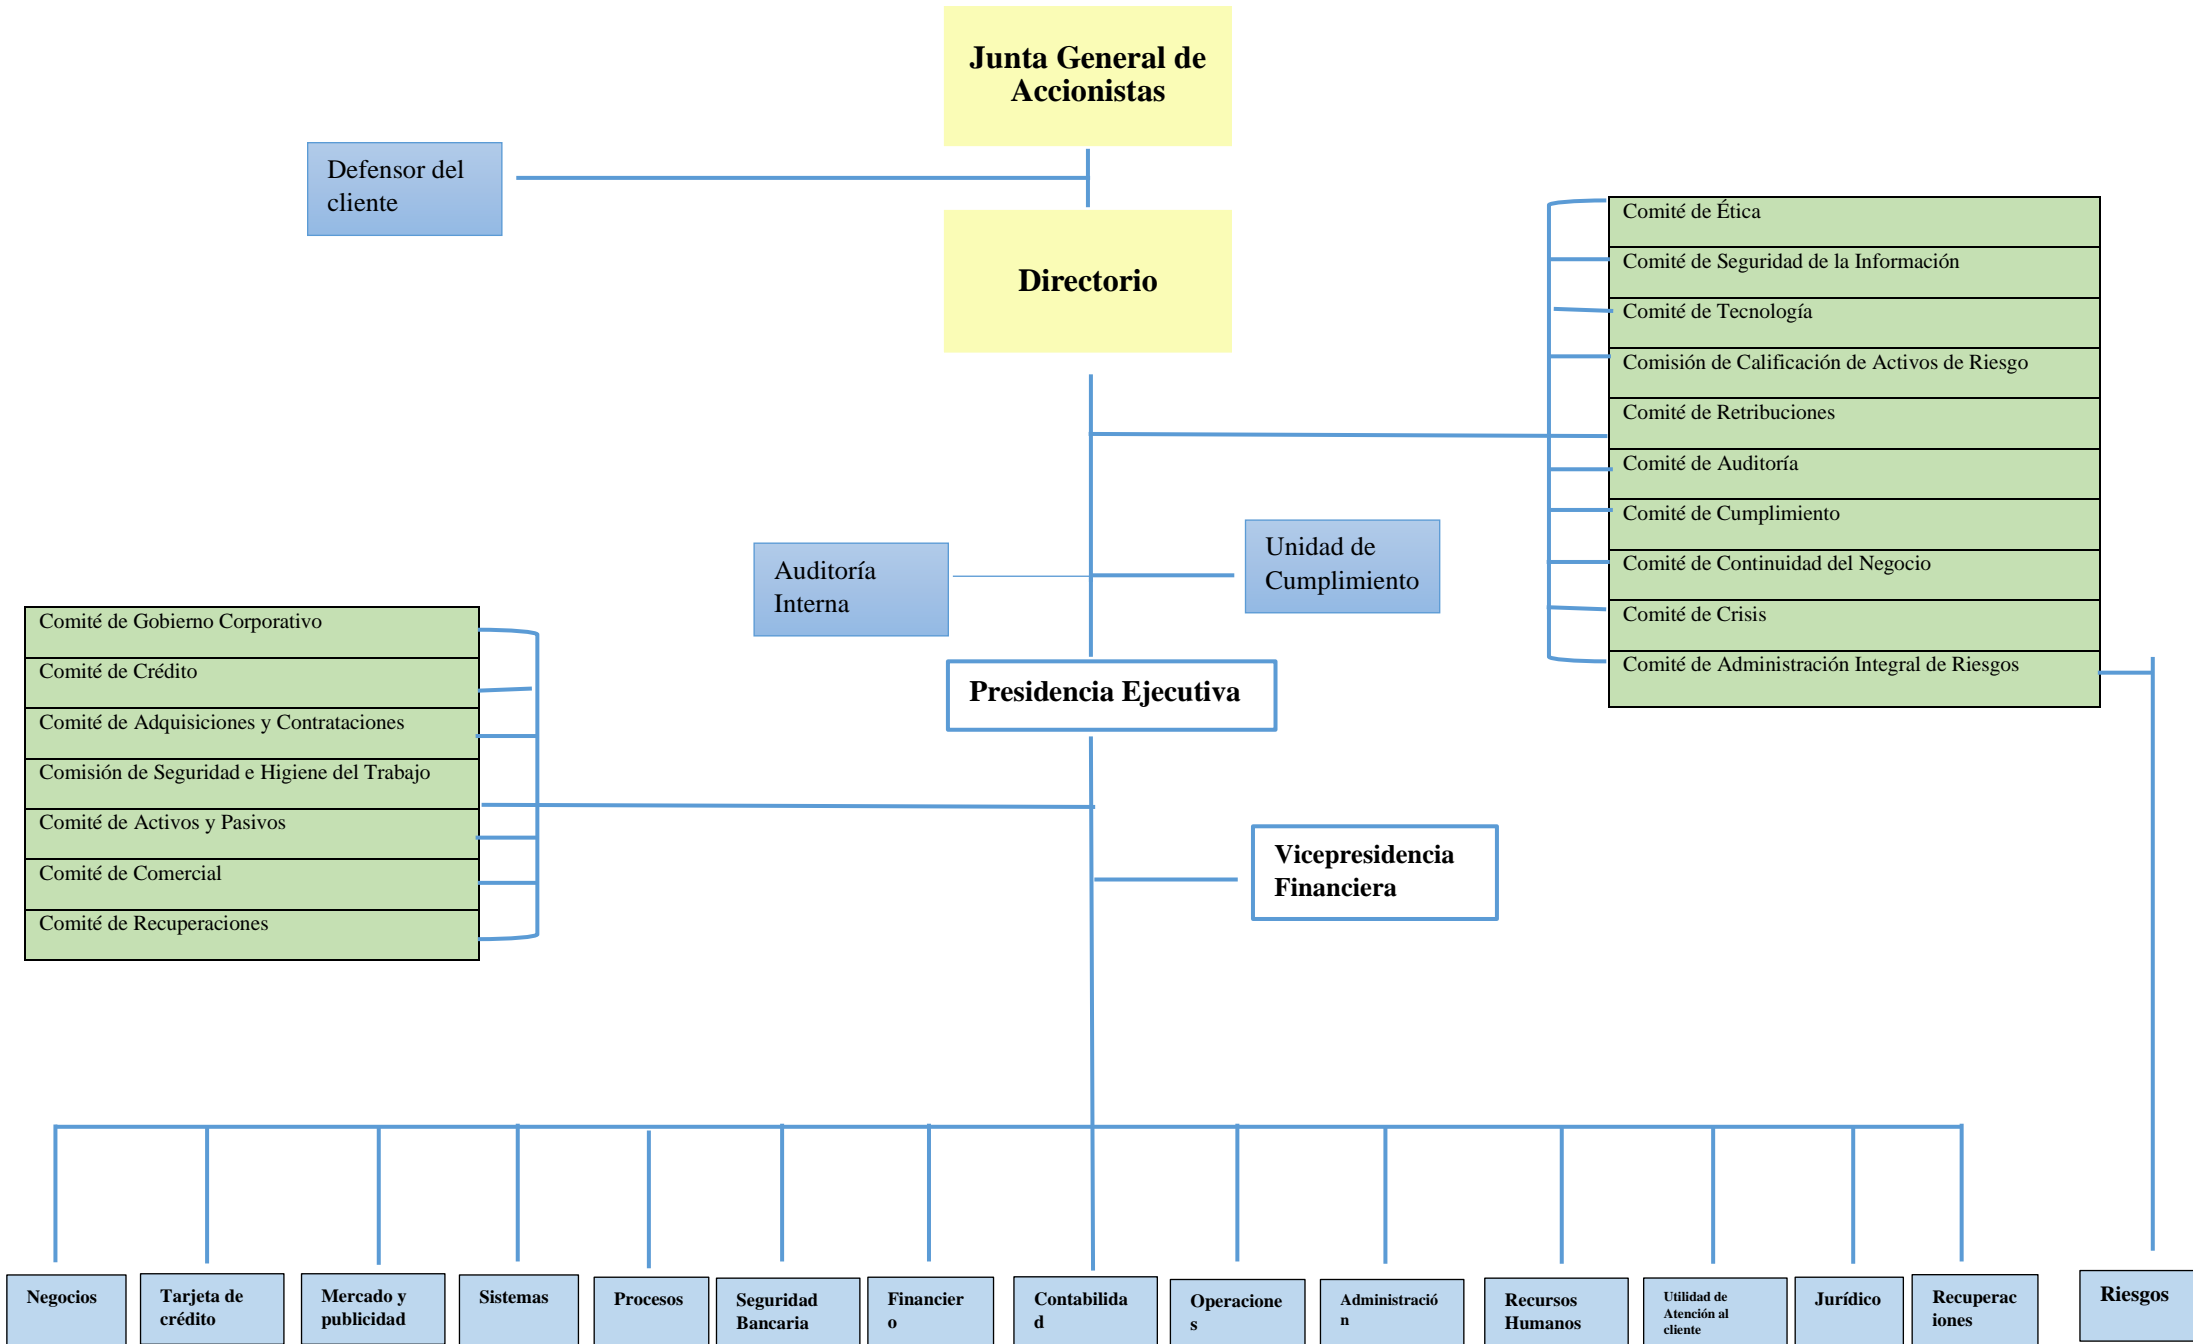 Junta General de
Accionistas
Defensor del
cliente
Directorio
Comité de Ética
Comité de Seguridad de la Información
Comité de Tecnología
Comisión de Calificación de Activos de Riesgo
Comité de Retribuciones
Comité de Auditoría
Comité de Cumplimiento
Comité de Continuidad del Negocio
Comité de Crisis
Comité de Administración Integral de Riesgos
Auditoría
Interna
Unidad de
Cumplimiento
Presidencia Ejecutiva
Comité de Gobierno Corporativo
Comité de Crédito
Comité de Adquisiciones y Contrataciones
Comisión de Seguridad e Higiene del Trabajo
Comité de Activos y Pasivos
Comité de Comercial
Comité de Recuperaciones
Vicepresidencia
Financiera
Negocios
Tarjeta de
crédito
Mercado y
publicidad
Sistemas
Procesos
Seguridad
Bancaria
Financier
o
Contabilida
d
Operacione
s
Administració
n
Recursos
Humanos
Utilidad de
Atención al
cliente
Jurídico
Recuperac
iones
Riesgos